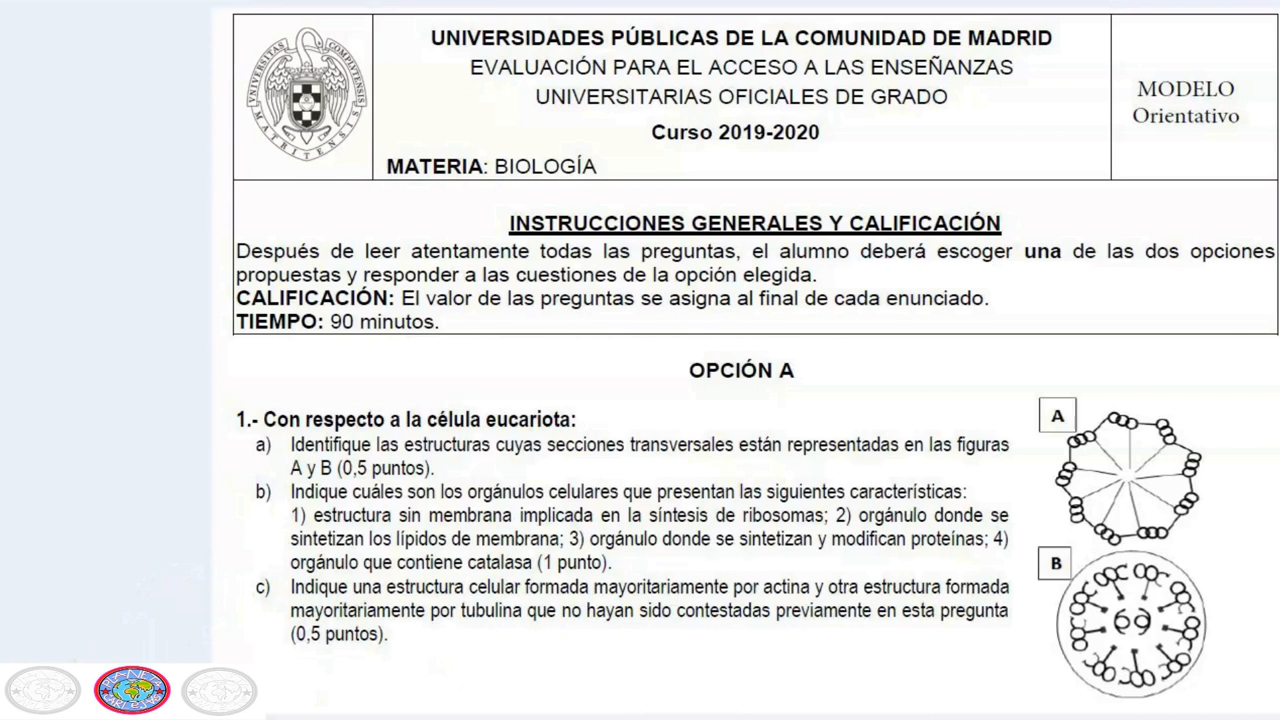 UNIVERSITAS COMPLVTENSIS
MATRITENSIS
UNIVERSIDADES PÚBLICAS DE LA COMUNIDAD DE MADRID
EVALUACIÓN PARA EL ACCESO A LAS ENSEÑANZAS
UNIVERSITARIAS OFICIALES DE GRADO
Curso 2019-2020
MATERIA: BIOLOGÍA
MODELO
Orientativo
INSTRUCCIONES GENERALES Y CALIFICACIÓN
Después de leer atentamente todas las preguntas, el alumno deberá escoger una de las dos opciones
propuestas y responder a las cuestiones de la opción elegida.
CALIFICACIÓN: El valor de las preguntas se asigna al final de cada enunciado.
TIEMPO: 90 minutos.
OPCIÓN A
1.- Con respecto a la célula eucariota:
a) Identifique las estructuras cuyas secciones transversales están representadas en las figuras
A y B (0,5 puntos).
b) Indique cuáles son los orgánulos celulares que presentan las siguientes características:
1) estructura sin membrana implicada en la síntesis de ribosomas; 2) orgánulo donde se
sintetizan los lípidos de membrana; 3) orgánulo donde se sintetizan y modifican proteínas; 4)
orgánulo que contiene catalasa (1 punto).
c) Indique una estructura celular formada mayoritariamente por actina y otra estructura formada
mayoritariamente por tubulina que no hayan sido contestadas previamente en esta pregunta
(0,5 puntos).
A
B
PLANETA